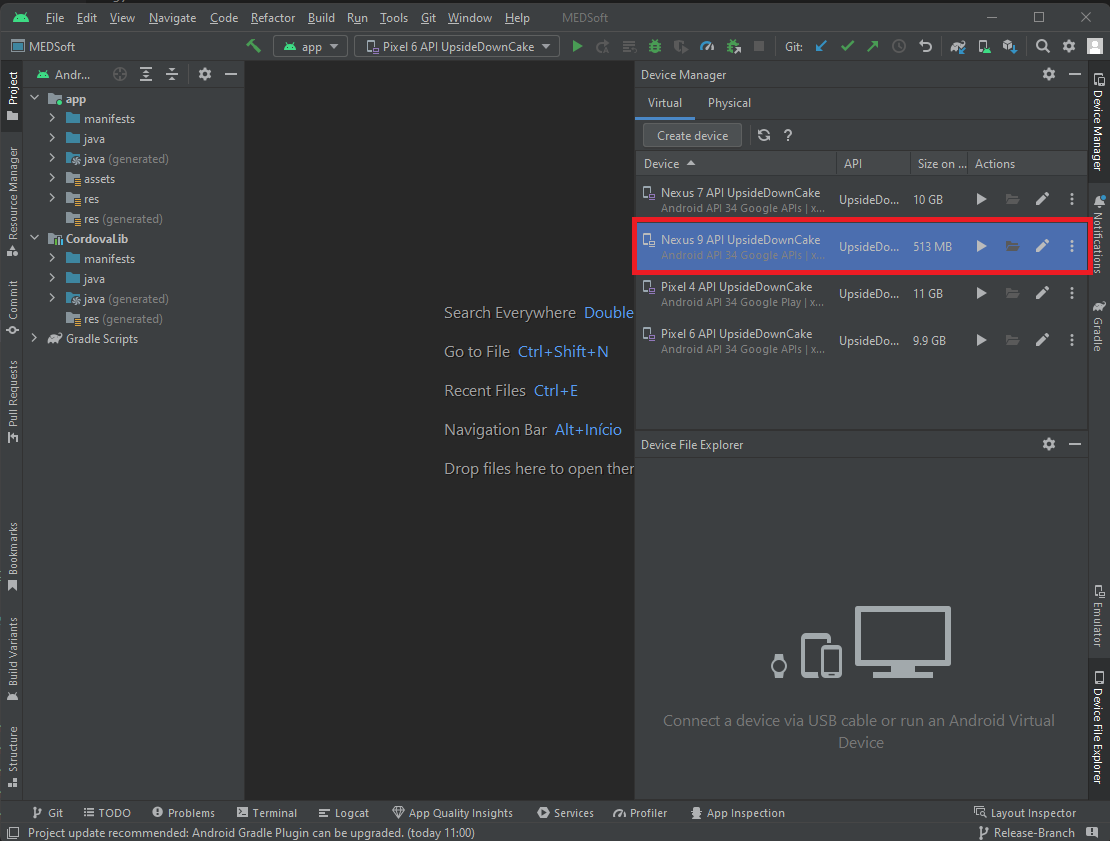 File Edit View Navigate Code Refactor Build Run Tools Git Window Help MEDSoft
MEDSoft app Pixel 6 API UpsideDownCake Git:
Project
Resource Manager
Commit
Pull Requests
Bookmarks
Build Variants
Structure
Andr...
app
manifests
java
java (generated)
assets
res
res (generated)
CordovaLib
manifests
java
java (generated)
res (generated)
Gradle Scripts
Search Everywhere Double
Go to File Ctrl+Shift+N
Recent Files Ctrl+E
Navigation Bar Alt+Início
Drop files here to open ther
Device Manager
Virtual Physical
Create device ?
Device API Size on ... Actions
Nexus 7 API UpsideDownCake
Android API 34 Google APIs | x...
UpsideDo... 10 GB
Nexus 9 API UpsideDownCake
Android API 34 Google APIs | x...
UpsideDo... 513 MB
Pixel 4 API UpsideDownCake
Android API 34 Google Play | x...
UpsideDo... 11 GB
Pixel 6 API UpsideDownCake
Android API 34 Google APIs | x...
UpsideDo... 9.9 GB
Device File Explorer
Connect a device via USB cable or run an Android Virtual
Device
Device Manager
Notifications
Gradle
Emulator
Device File Explorer
Git TODO Problems Terminal Logcat App Quality Insights Services Profiler App Inspection Layout Inspector
Project update recommended: Android Gradle Plugin can be upgraded. (today 11:00) Release-Branch